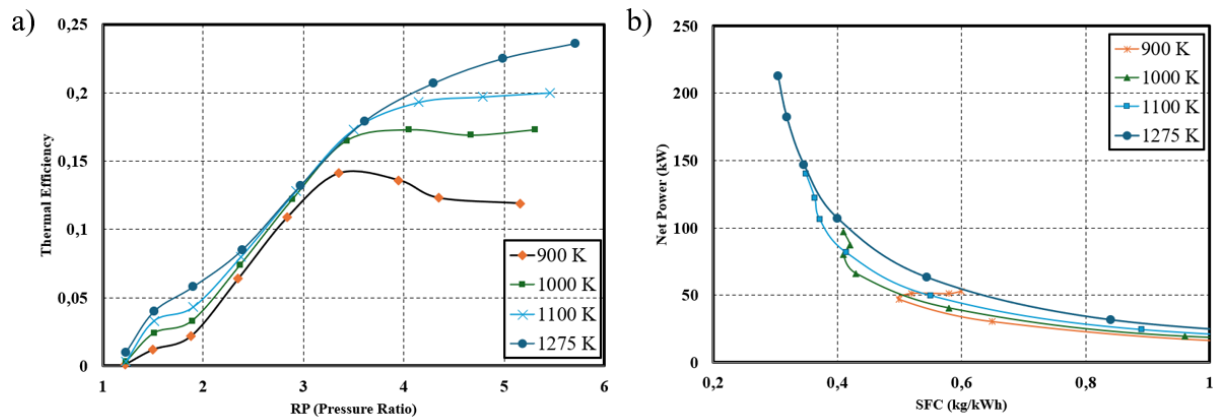 a)
0,25
0,2
0,15
0,1
0,05
0
Thermal Efficiency
1 2 3 4 5 6
RP (Pressure Ratio)
900 K
1000 K
1100 K
1275 K
b)
250
200
150
100
50
0
Net Power (kW)
0,2 0,4 0,6 0,8 1
SFC (kg/kWh)
900 K
1000 K
1100 K
1275 K